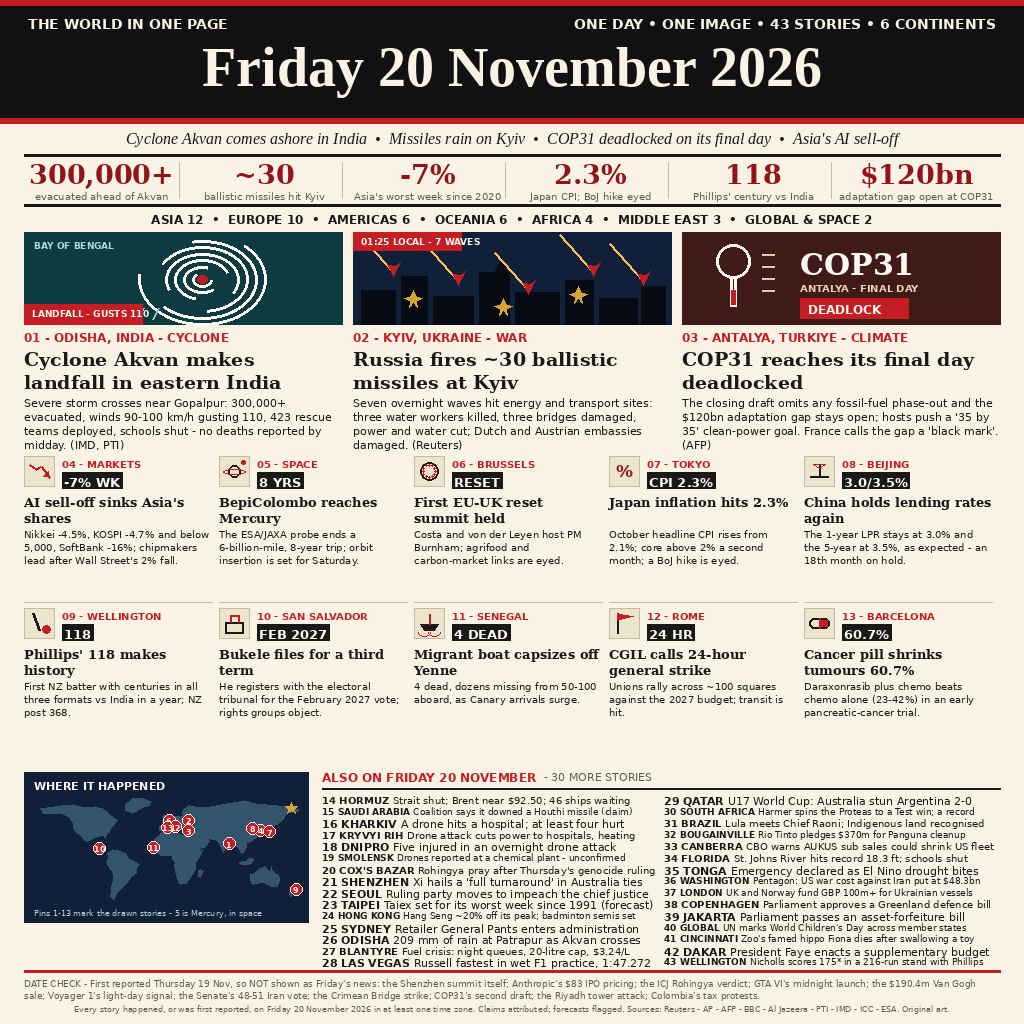 THE WORLD IN ONE PAGE
ONE DAY • ONE IMAGE • 43 STORIES • 6 CONTINENTS
Friday 20 November 2026
Cyclone Akvan comes ashore in India • Missiles rain on Kyiv • COP31 deadlocked on its final day • Asia's AI sell-off
300,000+
evacuated ahead of Akvan
~30
ballistic missiles hit Kyiv
-7%
Asia's worst week since 2020
2.3%
Japan CPI; BoJ hike eyed
118
Phillips' century vs India
$120bn
adaptation gap open at COP31
ASIA 12 • EUROPE 10 • AMERICAS 6 • OCEANIA 6 • AFRICA 4 • MIDDLE EAST 3 • GLOBAL & SPACE 2
BAY OF BENGAL
LANDFALL - GUSTS 110
01 - ODISHA, INDIA - CYCLONE
Cyclone Akvan makes
landfall in eastern India
Severe storm crosses near Gopalpur: 300,000+
evacuated, winds 90-100 km/h gusting 110, 423 rescue
teams deployed, schools shut - no deaths reported by
midday. (IMD, PTI)
01:25 LOCAL - 7 WAVES
02 - KYIV, UKRAINE - WAR
Russia fires ~30 ballistic
missiles at Kyiv
Seven overnight waves hit energy and transport sites:
three water workers killed, three bridges damaged,
power and water cut; Dutch and Austrian embassies
damaged. (Reuters)
COP31
ANTALYA - FINAL DAY
DEADLOCK
03 - ANTALYA, TURKIYE - CLIMATE
COP31 reaches its final day
deadlocked
The closing draft omits any fossil-fuel phase-out and the
$120bn adaptation gap stays open; hosts push a '35 by
35' clean-power goal. France calls the gap a 'black mark'.
(AFP)
04 - MARKETS
-7% WK
AI sell-off sinks Asia's
shares
Nikkei -4.5%, KOSPI -4.7% and below
5,000, SoftBank -16%; chipmakers
lead after Wall Street's 2% fall.
05 - SPACE
8 YRS
BepiColombo reaches
Mercury
The ESA/JAXA probe ends a
6-billion-mile, 8-year trip; orbit
insertion is set for Saturday.
06 - BRUSSELS
RESET
First EU-UK reset
summit held
Costa and von der Leyen host PM
Burnham; agrifood and
carbon-market links are eyed.
%
07 - TOKYO
CPI 2.3%
Japan inflation hits 2.3%
October headline CPI rises from
2.1%; core above 2% a second
month; a BoJ hike is eyed.
08 - BEIJING
3.0/3.5%
China holds lending rates
again
The 1-year LPR stays at 3.0% and
the 5-year at 3.5%, as expected - an
18th month on hold.
09 - WELLINGTON
118
Phillips' 118 makes
history
First NZ batter with centuries in all
three formats vs India in a year; NZ
post 368.
10 - SAN SALVADOR
FEB 2027
Bukele files for a third
term
He registers with the electoral
tribunal for the February 2027 vote;
rights groups object.
11 - SENEGAL
4 DEAD
Migrant boat capsizes off
Yenne
4 dead, dozens missing from 50-100
aboard, as Canary arrivals surge.
12 - ROME
24 HR
CGIL calls 24-hour
general strike
Unions rally across ~100 squares
against the 2027 budget; transit is
hit.
13 - BARCELONA
60.7%
Cancer pill shrinks
tumours 60.7%
Daraxonrasib plus chemo beats
chemo alone (23-42%) in an early
pancreatic-cancer trial.
WHERE IT HAPPENED
2
3
8
7
1
10
11
9
Pins 1-13 mark the drawn stories - 5 is Mercury, in space
ALSO ON FRIDAY 20 NOVEMBER - 30 MORE STORIES
14 HORMUZ Strait shut; Brent near $92.50; 46 ships waiting
15 SAUDI ARABIA Coalition says it downed a Houthi missile (claim)
16 KHARKIV A drone hits a hospital; at least four hurt
17 KRYVYI RIH Drone attack cuts power to hospitals, heating
18 DNIPRO Five injured in an overnight drone attack
19 SMOLENSK Drones reported at a chemical plant - unconfirmed
20 COX'S BAZAR Rohingya pray after Thursday's genocide ruling
21 SHENZHEN Xi hails a 'full turnaround' in Australia ties
22 SEOUL Ruling party moves to impeach the chief justice
23 TAIPEI Taiex set for its worst week since 1991 (forecast)
24 HONG KONG Hang Seng ~20% off its peak; badminton semis set
25 SYDNEY Retailer General Pants enters administration
26 ODISHA 209 mm of rain at Patrapur as Akvan crosses
27 BLANTYRE Fuel crisis: night queues, 20-litre cap, $3.24/L
28 LAS VEGAS Russell fastest in wet F1 practice, 1:47.272
29 QATAR U17 World Cup: Australia stun Argentina 2-0
30 SOUTH AFRICA Harmer spins the Proteas to a Test win; a record
31 BRAZIL Lula meets Chief Raoni; Indigenous land recognised
32 BOUGAINVILLE Rio Tinto pledges $370m for Panguna cleanup
33 CANBERRA CBO warns AUKUS sub sales could shrink US fleet
34 FLORIDA St. Johns River hits record 18.3 ft; schools shut
35 TONGA Emergency declared as El Nino drought bites
36 WASHINGTON Pentagon: US war cost against Iran put at $48.3bn
37 LONDON UK and Norway fund GBP 100m+ for Ukrainian vessels
38 COPENHAGEN Parliament approves a Greenland defence bill
39 JAKARTA Parliament passes an asset-forfeiture bill
40 GLOBAL UN marks World Children's Day across member states
41 CINCINNATI Zoo's famed hippo Fiona dies after swallowing a toy
42 DAKAR President Faye enacts a supplementary budget
43 WELLINGTON Nicholls scores 175* in a 216-run stand with Phillips
DATE CHECK - First reported Thursday 19 Nov, so NOT shown as Friday's news: the Shenzhen summit itself; Anthropic's $83 IPO pricing; the ICJ Rohingya verdict; GTA VI's midnight launch; the $190.4m Van Gogh
sale; Voyager 1's light-day signal; the Senate's 48-51 Iran vote; the Crimean Bridge strike; COP31's second draft; the Riyadh tower attack; Colombia's tax protests.
Every story happened, or was first reported, on Friday 20 November 2026 in at least one time zone. Claims attributed; forecasts flagged. Sources: Reuters - AP - AFP - BBC - Al Jazeera - PTI - IMD - ICC - ESA. Original art.